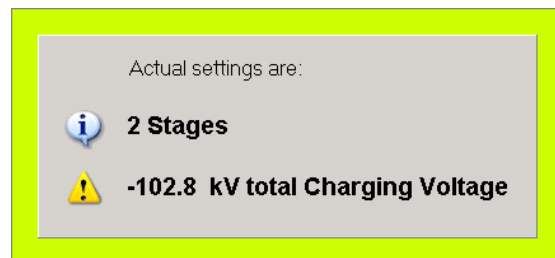 Actual settings are:
2 Stages
-102.8 kV total Charging Voltage